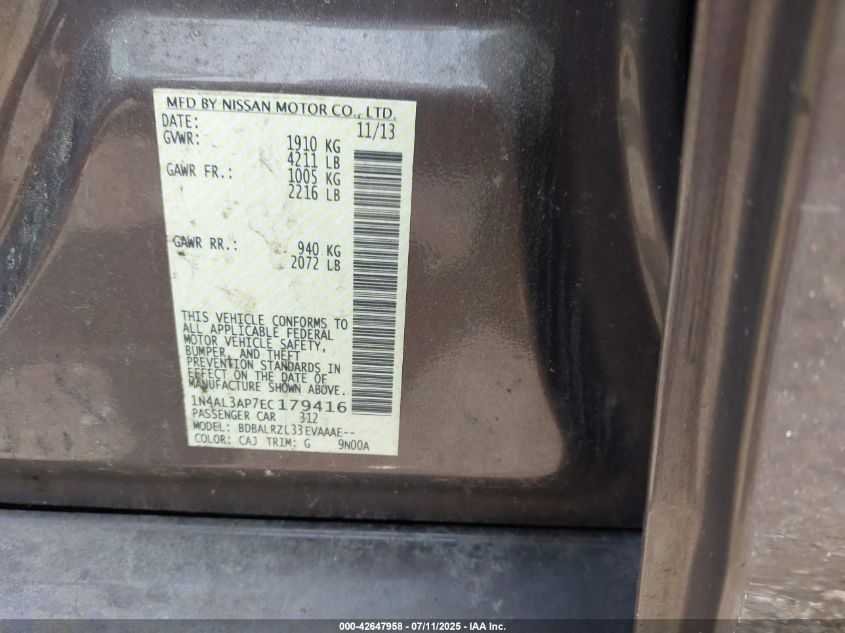 MFD BY NISSAN MOTOR CO., LTD.
DATE: 11/13
GVWR: 1910 KG
4211 LB
GAWR FR.: 1005 KG
2216 LB
GAWR RR.: 940 KG
2072 LB
THIS VEHICLE CONFORMS TO
ALL APPLICABLE FEDERAL
MOTOR VEHICLE SAFETY,
BUMPER, AND THEFT
PREVENTION STANDARDS IN
EFFECT ON THE DATE OF
MANUFACTURE SHOWN ABOVE.
1N4AL3AP7EC179416
PASSENGER CAR 312
MODEL: BDBALRZL33EVAAAE--
COLOR: CAJ TRIM: G 9N00A
000-42647958 - 07/11/2025 - IAA Inc.